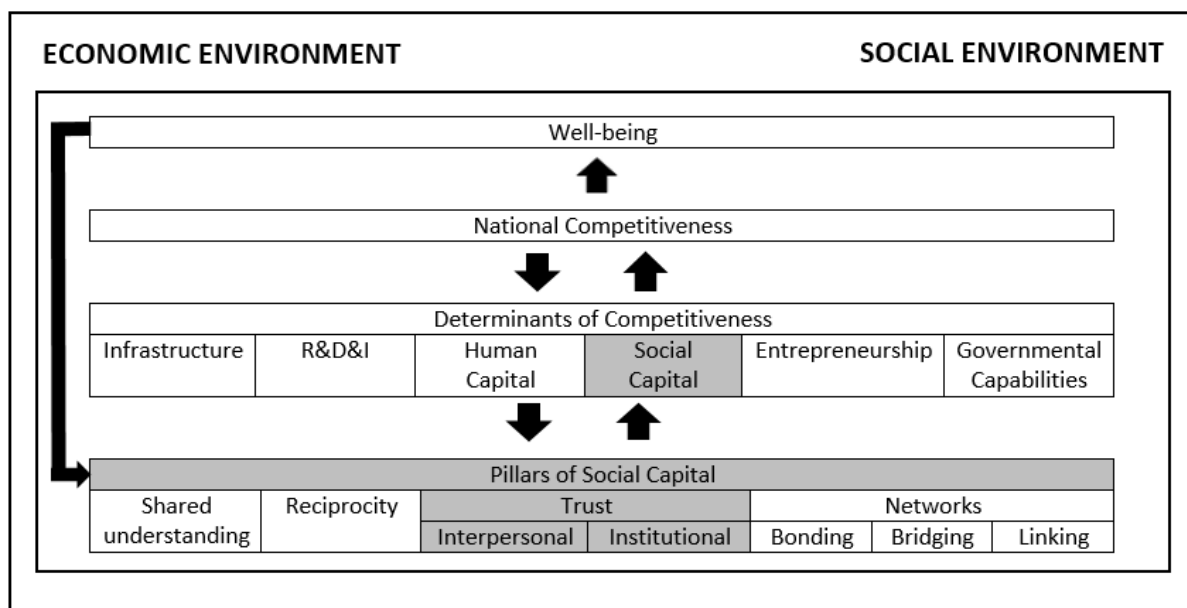 ECONOMIC ENVIRONMENT
SOCIAL ENVIRONMENT
Well-being
National Competitiveness
Determinants of Competitiveness
Infrastructure
R&D&I
Human
Capital
Social
Capital
Entrepreneurship
Governmental
Capabilities
Pillars of Social Capital
Shared
understanding
Reciprocity
Trust
Interpersonal
Institutional
Networks
Bonding
Bridging
Linking